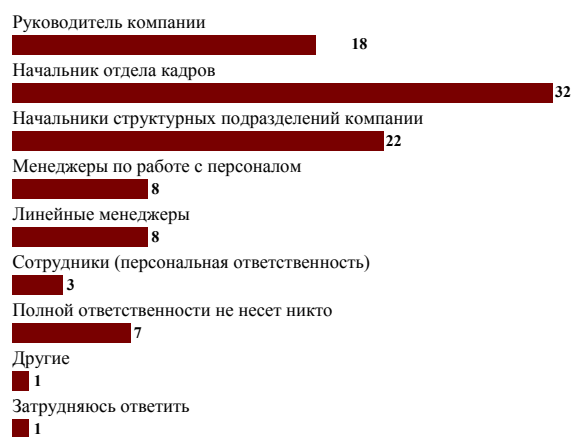 Руководитель компании
18
Начальник отдела кадров
32
Начальники структурных подразделений компании
22
Менеджеры по работе с персоналом
8
Линейные менеджеры
8
Сотрудники (персональная ответственность)
3
Полной ответственности не несет никто
7
Другие
1
Затрудняюсь ответить
1